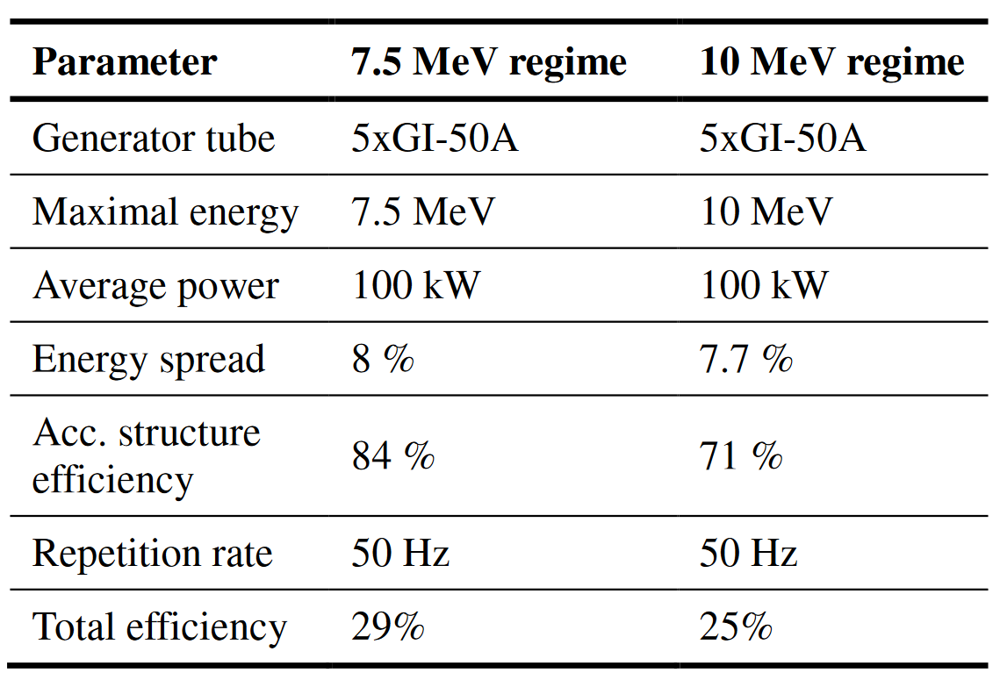 Parameter 7.5 MeV regime 10 MeV regime
Generator tube 5xGI-50A 5xGI-50A
Maximal energy 7.5 MeV 10 MeV
Average power 100 kW 100 kW
Energy spread 8 % 7.7 %
Acc. structure
efficiency 84 % 71 %
Repetition rate 50 Hz 50 Hz
Total efficiency 29% 25%